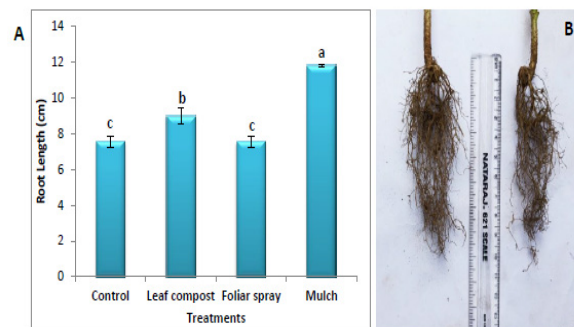 A
14
12
10
8
6
4
2
0
Root Length (cm)
c
b
c
a
Control Leaf compost Foliar spray Mulch
Treatments
B
NATARAJ. 621 SCALE